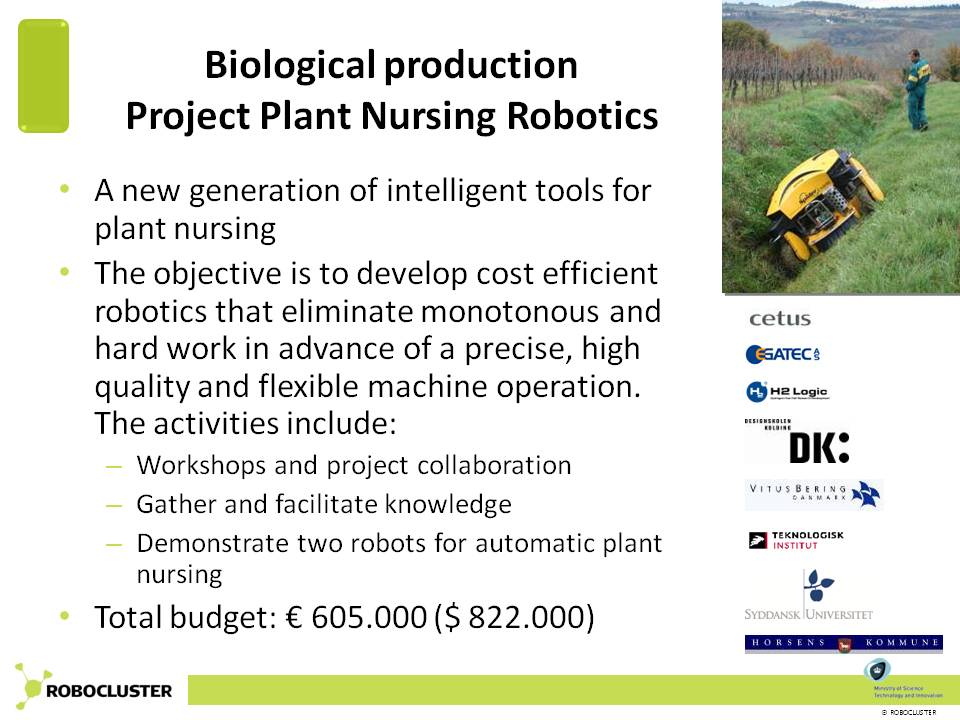 Biological production
Project Plant Nursing Robotics
• A new generation of intelligent tools for
plant nursing
• The objective is to develop cost efficient
robotics that eliminate monotonous and
hard work in advance of a precise, high
quality and flexible machine operation.
The activities include:
– Workshops and project collaboration
– Gather and facilitate knowledge
– Demonstrate two robots for automatic plant
nursing
• Total budget: € 605.000 ($ 822.000)
cetus
EGATEC A/S
H2 Logic
DESIGNSKOLEN
KOLDING
DK:
VITUS BERING
DANMARK
TEKNOLOGISK
INSTITUT
SYDDANSK UNIVERSITET
HORSENS KOMMUNE
ROBOCLUSTER
Ministry of Science
Technology and Innovation
© ROBOCLUSTER